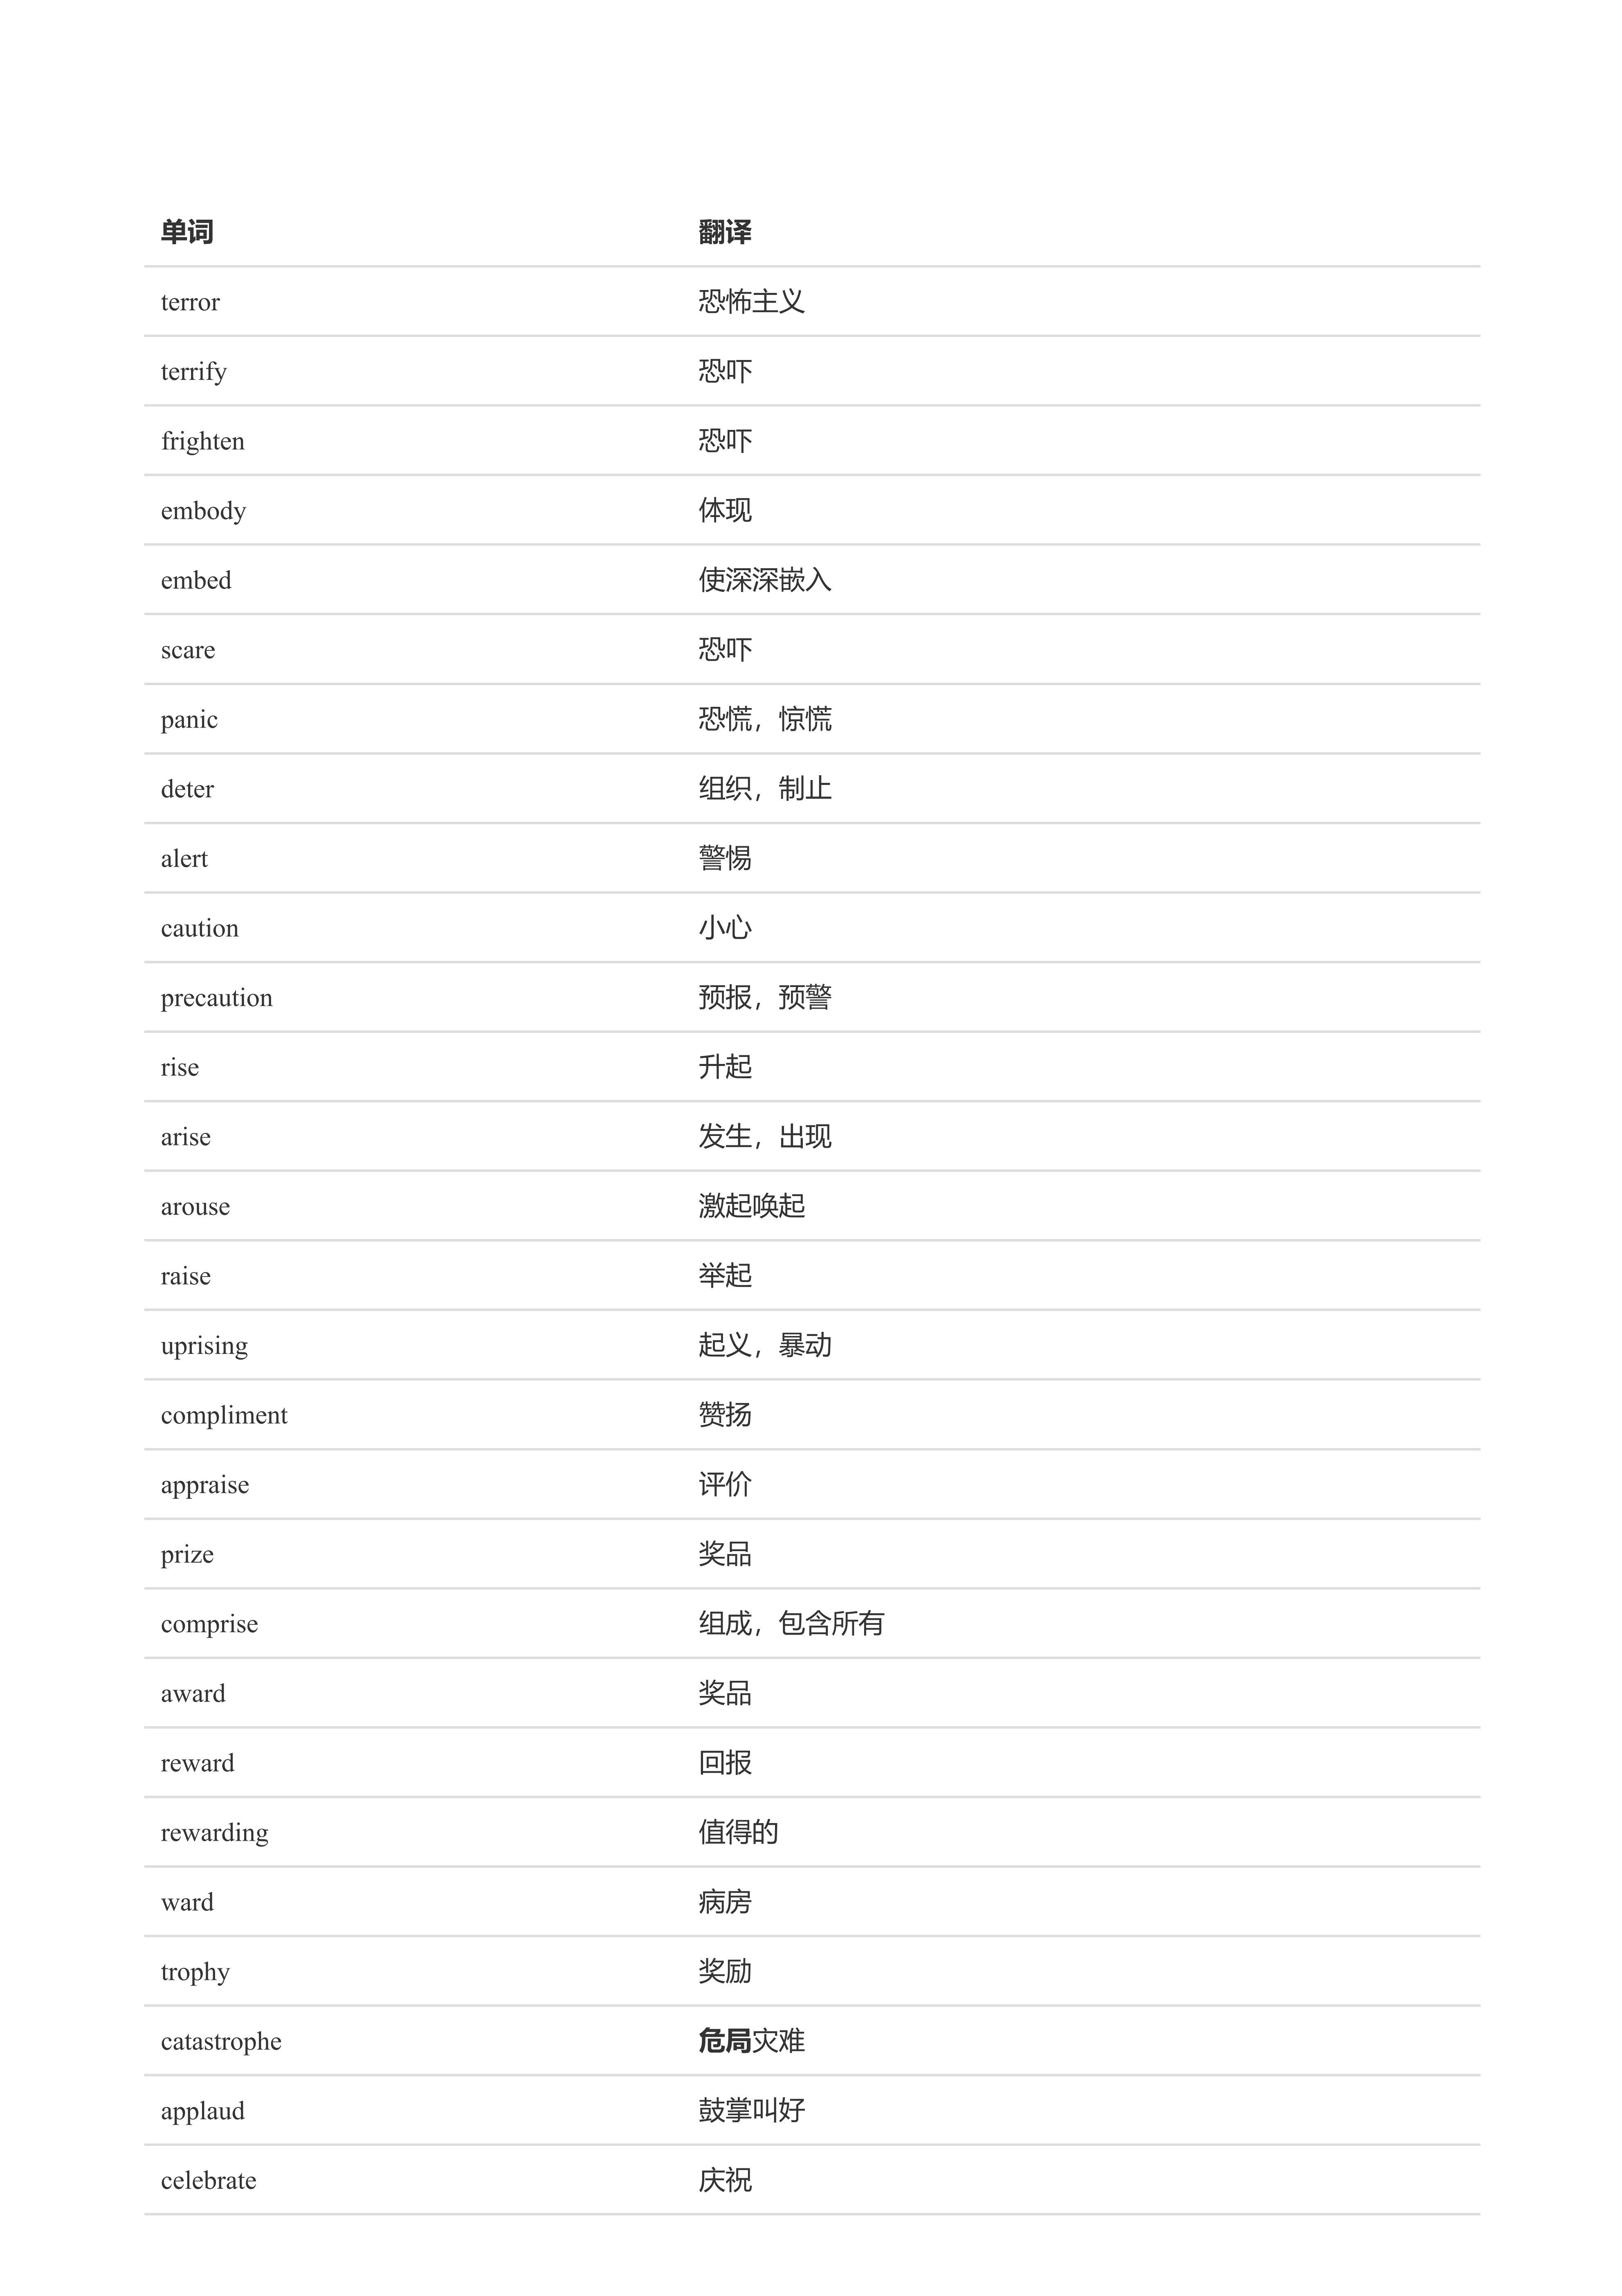 单词 翻译
terror 恐怖主义
terrify 恐吓
frighten 恐吓
embody 体现
embed 使深深嵌入
scare 恐吓
panic 恐慌，惊慌
deter 组织，制止
alert 警惕
caution 小心
precaution 预报，预警
rise 升起
arise 发生，出现
arouse 激起唤起
raise 举起
uprising 起义，暴动
compliment 赞扬
appraise 评价
prize 奖品
comprise 组成，包含所有
award 奖品
reward 回报
rewarding 值得的
ward 病房
trophy 奖励
catastrophe 危局灾难
applaud 鼓掌叫好
celebrate 庆祝